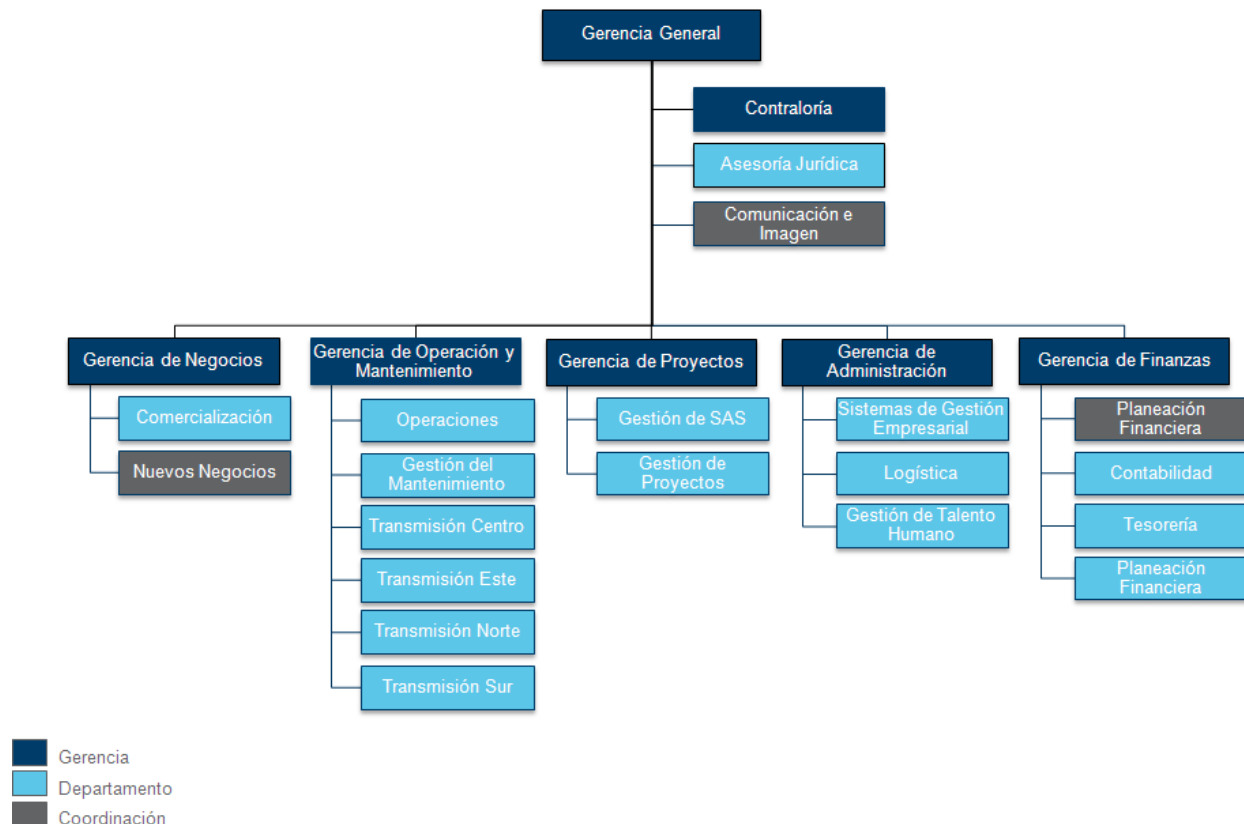 Gerencia General
Contraloría
Asesoría Jurídica
Comunicación e
Imagen
Gerencia de Negocios
Comercialización
Nuevos Negocios
Gerencia de Operación y
Mantenimiento
Operaciones
Gestión del
Mantenimiento
Transmisión Centro
Transmisión Este
Transmisión Norte
Transmisión Sur
Gerencia de Proyectos
Gestión de SAS
Gestión de
Proyectos
Gerencia de
Administración
Sistemas de Gestión
Empresarial
Logística
Gestión de Talento
Humano
Gerencia de Finanzas
Planeación
Financiera
Contabilidad
Tesorería
Planeación
Financiera
Gerencia
Departamento
Coordinación